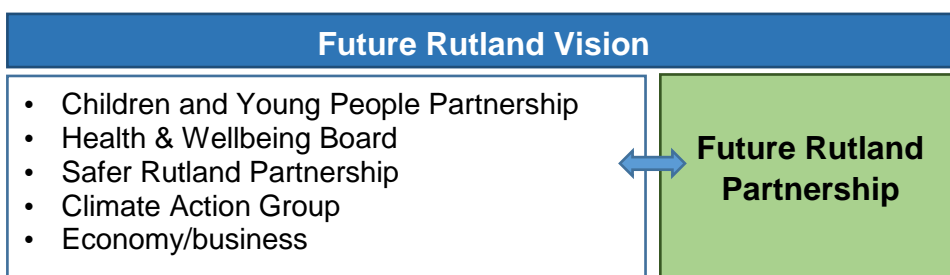 Future Rutland Vision
• Children and Young People Partnership
• Health & Wellbeing Board
• Safer Rutland Partnership
• Climate Action Group
• Economy/business
Future Rutland
Partnership